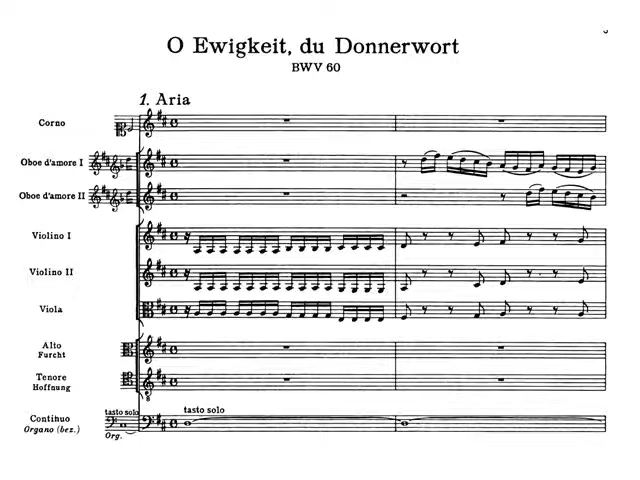 O Ewigkeit, du Donnerwort
BWV 60
1. Aria
Corno
Oboe d'amore I
Oboe d'amore II
Violino I
Violino II
Viola
Alto
Furcht
Tenore
Hoffnung
Continuo
Organo (bez.)
tasto solo
Org.
tasto solo